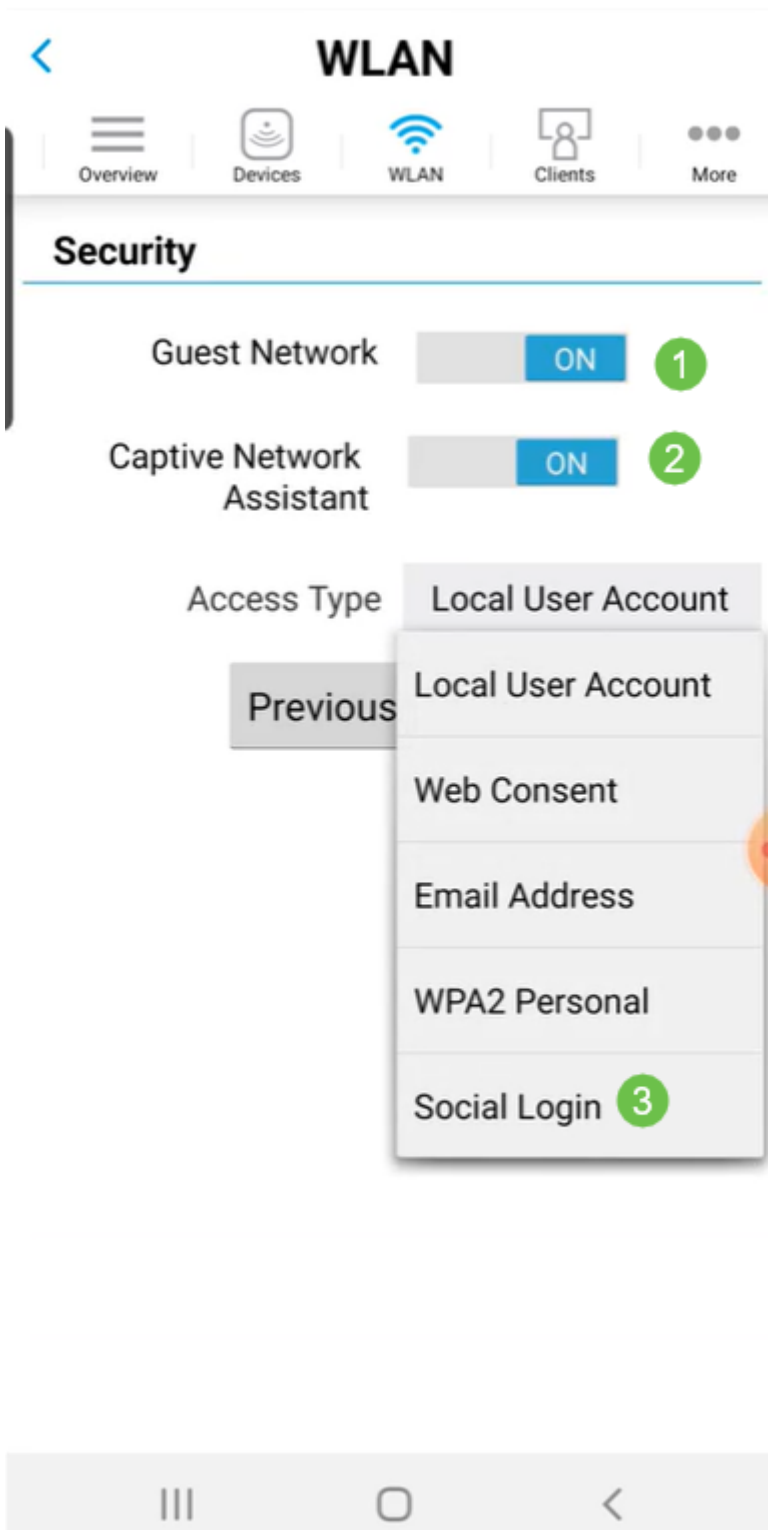 WLAN
Overview
Devices
WLAN
Clients
More
Security
Guest Network
ON
1
Captive Network
Assistant
ON
2
Access Type
Local User Account
Previous
Local User Account
Web Consent
Email Address
WPA2 Personal
Social Login
3